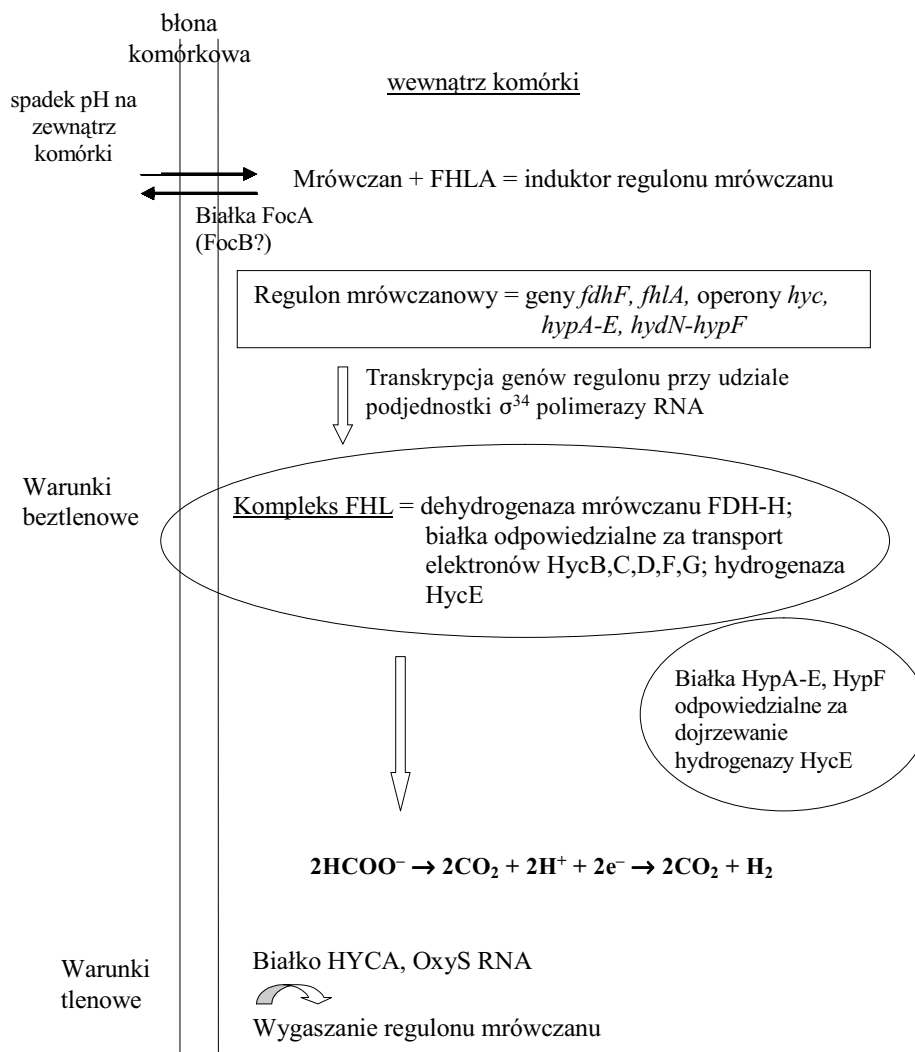 błona
komórkowa
wewnątrz komórki
spadek pH na
zewnątrz
komórki
Mrówczan + FHLA = induktor regulonu mrówczanu
Białka FocA
(FocB?)
Regulon mrówczanowy = geny fdhF, fhlA, operony hyc,
hypA-E, hydN-hypF
Transkrypcja genów regulonu przy udziale
podjednostki σ³⁴ polimerazy RNA
Warunki
beztlenowe
Kompleks FHL = dehydrogenaza mrówczanu FDH-H;
białka odpowiedzialne za transport
elektronów HycB,C,D,F,G; hydrogenaza
HycE
Białka HypA-E, HypF
odpowiedzialne za
dojrzewanie
hydrogenazy HycE
2HCOO⁻ → 2CO₂ + 2H⁺ + 2e⁻ → 2CO₂ + H₂
Warunki
tlenowe
Białko HYCA, OxyS RNA
Wygaszanie regulonu mrówczanu